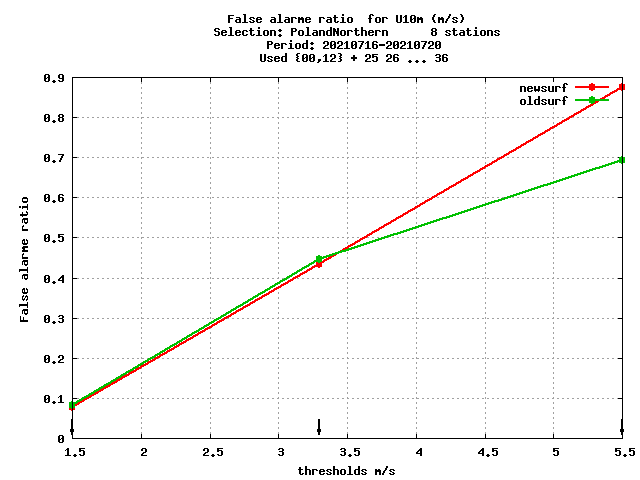 False alarme ratio  for U10m (m/s)
Selection: PolandNorthern      8 stations
Period: 20210716-20210720
Used {00,12} + 25 26 ... 36
newsurf
oldsurf
False alarme ratio
0.9
0.8
0.7
0.6
0.5
0.4
0.3
0.2
0.1
0
1.5 2 2.5 3 3.5 4 4.5 5 5.5
thresholds m/s